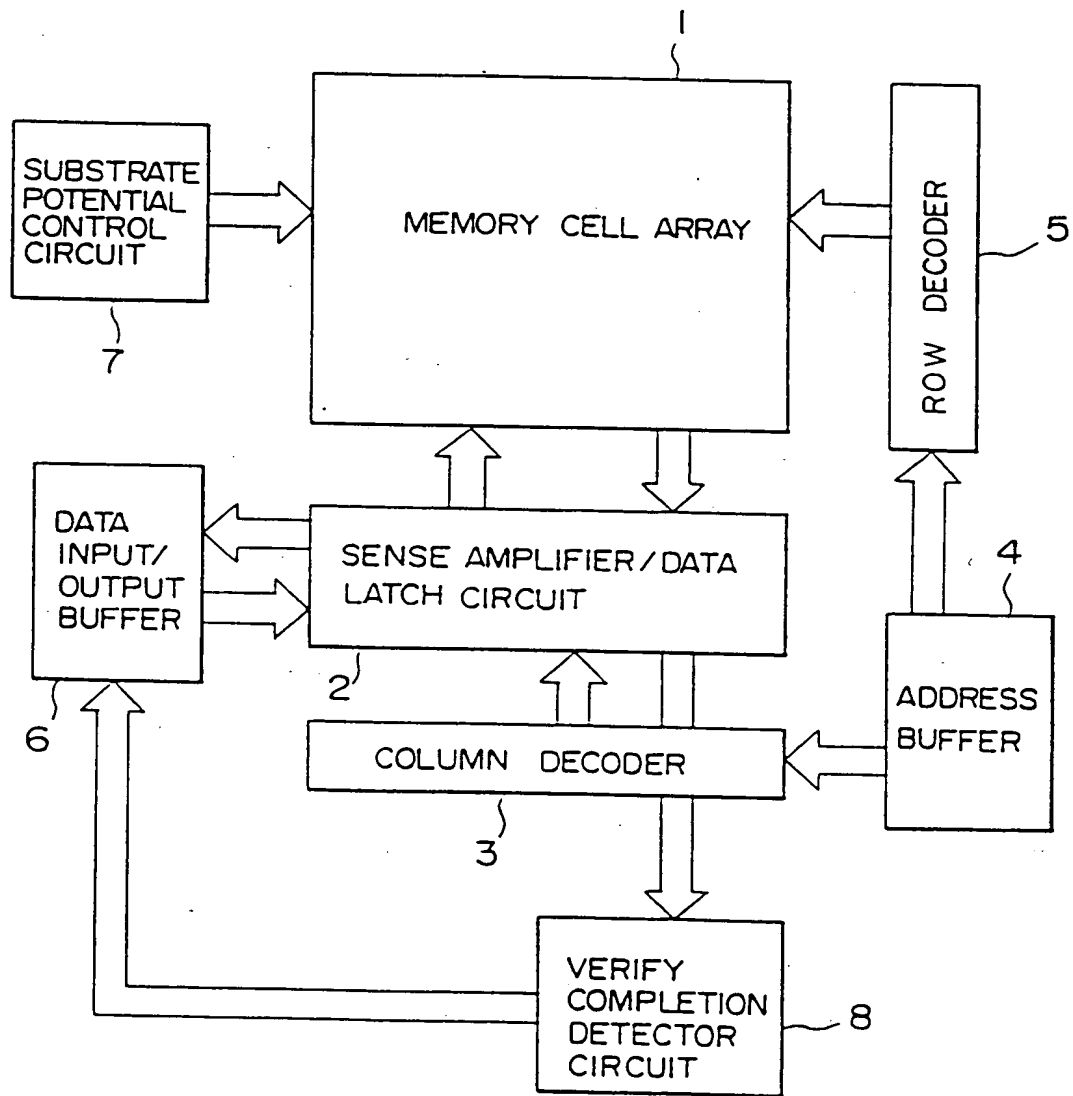 1
SUBSTRATE
POTENTIAL
CONTROL
CIRCUIT
7
MEMORY CELL ARRAY
ROW DECODER
5
DATA
INPUT/
OUTPUT
BUFFER
6
SENSE AMPLIFIER/DATA
LATCH CIRCUIT
2
4
ADDRESS
BUFFER
COLUMN DECODER
3
VERIFY
COMPLETION
DETECTOR
CIRCUIT
8